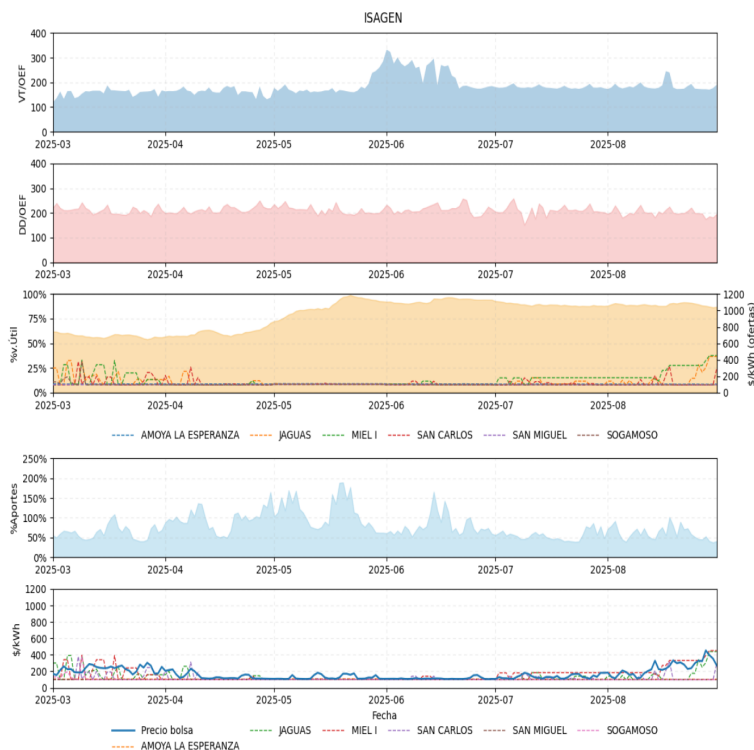 ISAGEN
VT/OEF
400
300
200
100
0
2025-03 2025-04 2025-05 2025-06 2025-07 2025-08
DD/OEF
400
300
200
100
0
2025-03 2025-04 2025-05 2025-06 2025-07 2025-08
%v.Útil
$/kWh (ofertas)
100% 1200
1000
75% 800
50% 600
400
25% 200
0% 0
2025-03 2025-04 2025-05 2025-06 2025-07 2025-08
AMOYA LA ESPERANZA JAGUAS MIEL I SAN CARLOS SAN MIGUEL SOGAMOSO
%Aportes
250%
200%
150%
100%
50%
0%
2025-03 2025-04 2025-05 2025-06 2025-07 2025-08
$/kWh
1200
1000
800
600
400
200
0
2025-03 2025-04 2025-05 2025-06 2025-07 2025-08
Fecha
Precio bolsa JAGUAS MIEL I SAN CARLOS SAN MIGUEL SOGAMOSO
AMOYA LA ESPERANZA